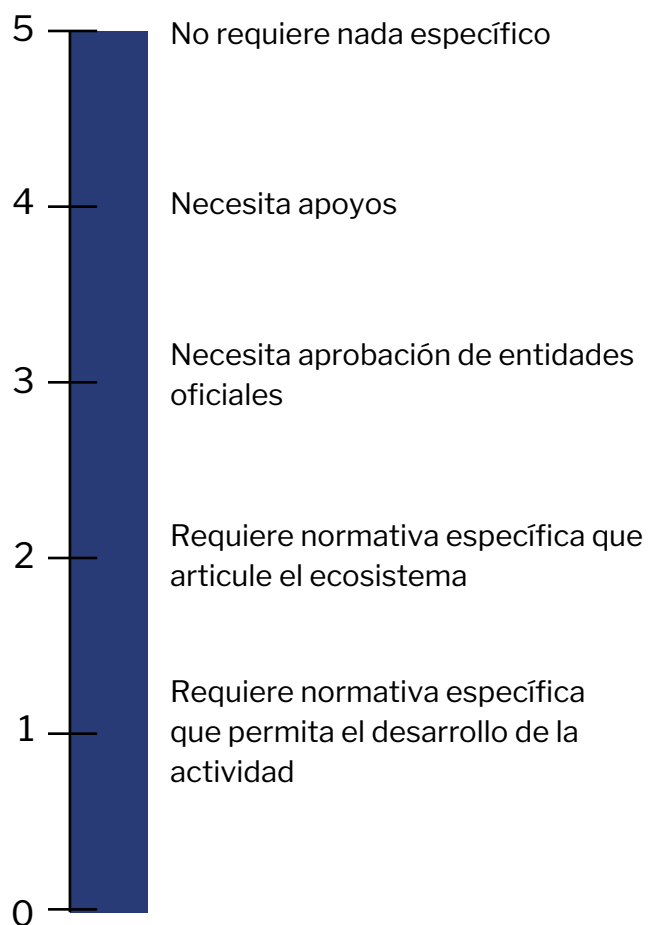 5 No requiere nada específico
4 Necesita apoyos
3 Necesita aprobación de entidades
oficiales
2 Requiere normativa específica que
articule el ecosistema
1 Requiere normativa específica
que permita el desarrollo de la
actividad
0